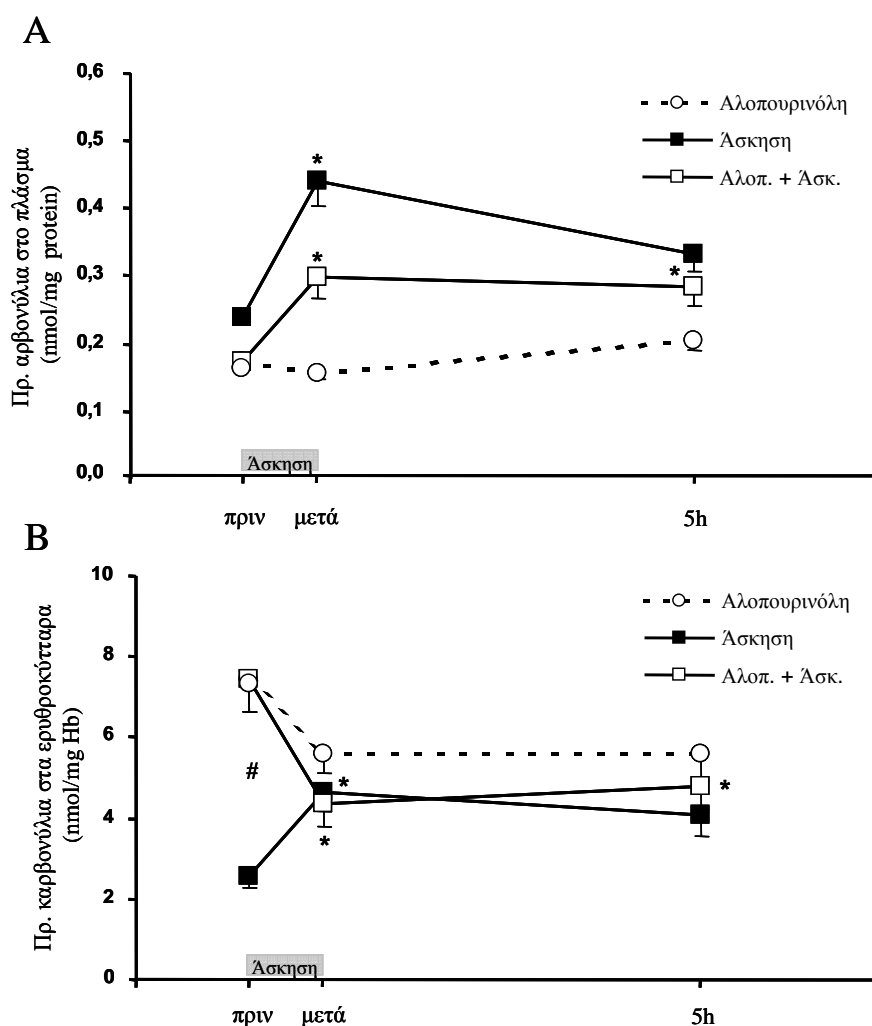 A
Πρ. αρβονύλια στο πλάσμα
(nmol/mg protein)
0,6
0,5
0,4
0,3
0,2
0,1
0,0
*
*
*
Αλοπουρινόλη
Άσκηση
Αλοπ. + Άσκ.
Άσκηση
πριν
μετά
5h
B
Πρ. καρβονύλια στα ερυθροκύτταρα
(nmol/mg Hb)
10
8
6
4
2
0
#
*
*
*
Αλοπουρινόλη
Άσκηση
Αλοπ. + Άσκ.
Άσκηση
πριν
μετά
5h